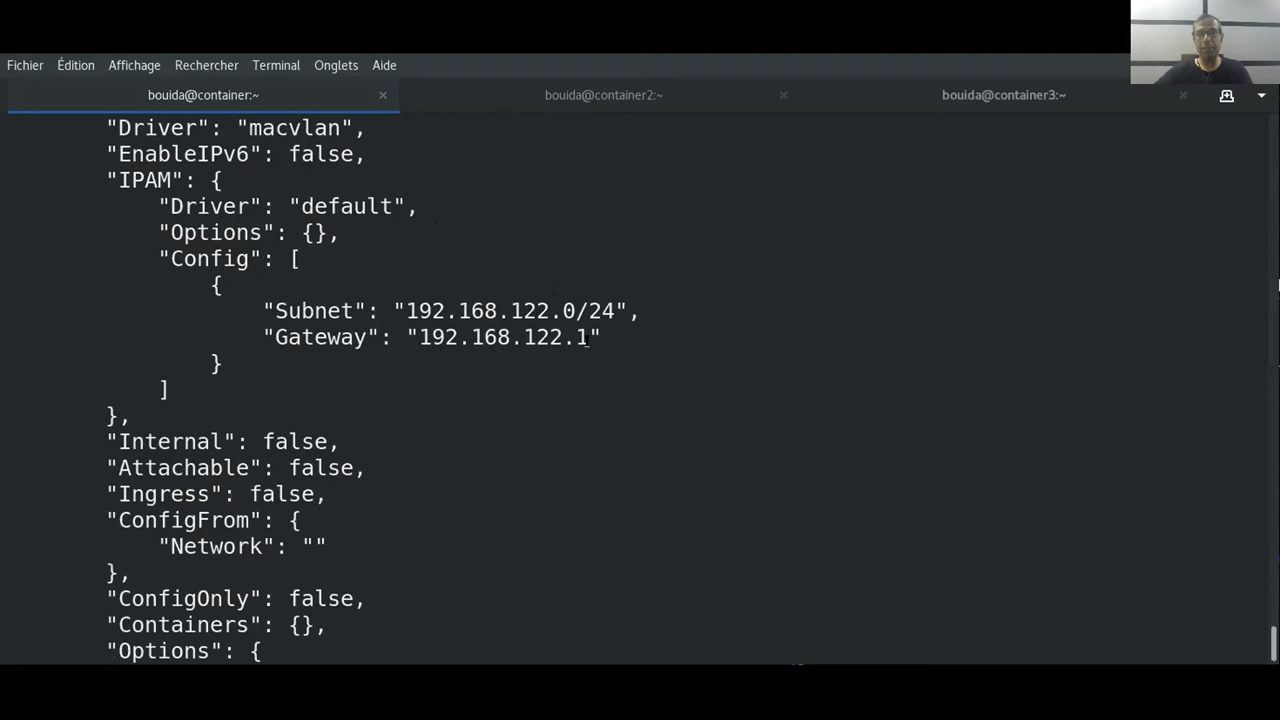 Fichier Édition Affichage Rechercher Terminal Onglets Aide
bouida@container:~ × bouida@container2:~ × bouida@container3:~ ×
"Driver": "macvlan",
"EnableIPv6": false,
"IPAM": {
"Driver": "default",
"Options": {},
"Config": [
{
"Subnet": "192.168.122.0/24",
"Gateway": "192.168.122.1"
}
]
},
"Internal": false,
"Attachable": false,
"Ingress": false,
"ConfigFrom": {
"Network": ""
},
"ConfigOnly": false,
"Containers": {},
"Options": {